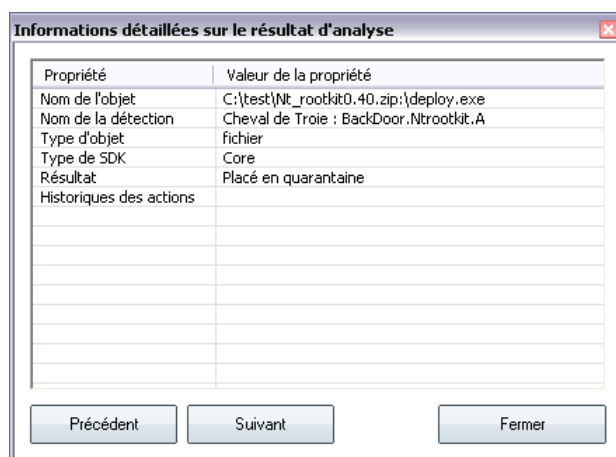 Informations détaillées sur le résultat d'analyse
Propriété Valeur de la propriété
Nom de l'objet C:\test\Nt_rootkit0.40.zip:\deploy.exe
Nom de la détection Cheval de Troie : BackDoor.Ntrootkit.A
Type d'objet fichier
Type de SDK Core
Résultat Placé en quarantaine
Historiques des actions
Précédent Suivant Fermer